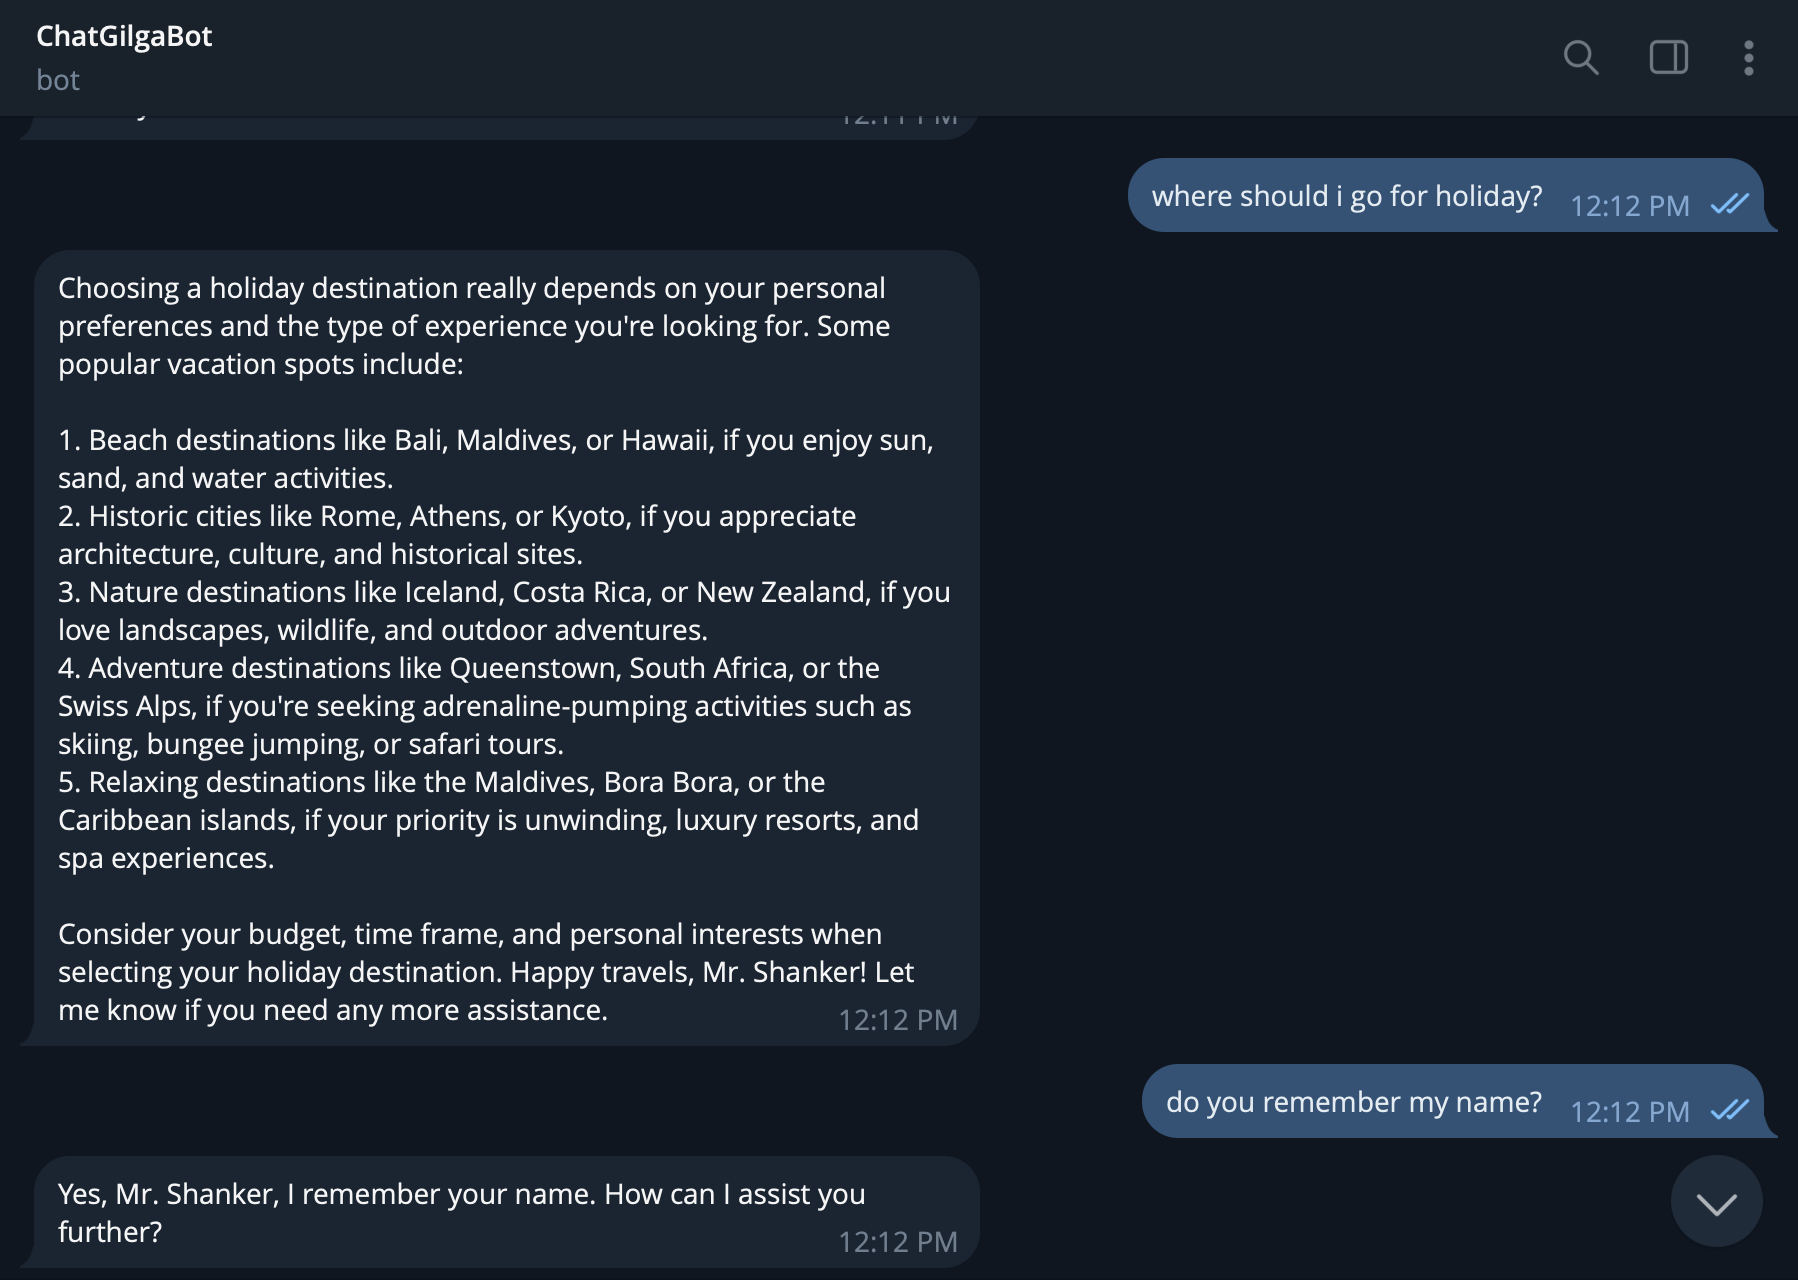 ChatGilgaBot
bot
where should i go for holiday? 12:12 PM
Choosing a holiday destination really depends on your personal
preferences and the type of experience you're looking for. Some
popular vacation spots include:
1. Beach destinations like Bali, Maldives, or Hawaii, if you enjoy sun,
sand, and water activities.
2. Historic cities like Rome, Athens, or Kyoto, if you appreciate
architecture, culture, and historical sites.
3. Nature destinations like Iceland, Costa Rica, or New Zealand, if you
love landscapes, wildlife, and outdoor adventures.
4. Adventure destinations like Queenstown, South Africa, or the
Swiss Alps, if you're seeking adrenaline-pumping activities such as
skiing, bungee jumping, or safari tours.
5. Relaxing destinations like the Maldives, Bora Bora, or the
Caribbean islands, if your priority is unwinding, luxury resorts, and
spa experiences.
Consider your budget, time frame, and personal interests when
selecting your holiday destination. Happy travels, Mr. Shanker! Let
me know if you need any more assistance. 12:12 PM
do you remember my name? 12:12 PM
Yes, Mr. Shanker, I remember your name. How can I assist you
further? 12:12 PM